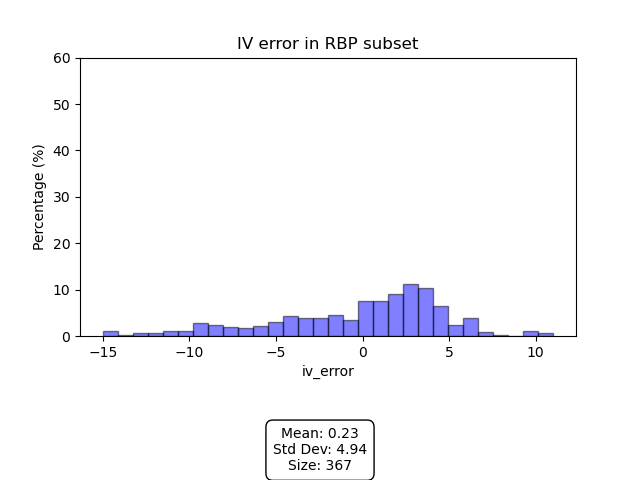 IV error in RBP subset
60
50
40
30
20
10
0
Percentage (%)
−15
−10
−5
0
5
10
iv_error
Mean: 0.23
Std Dev: 4.94
Size: 367